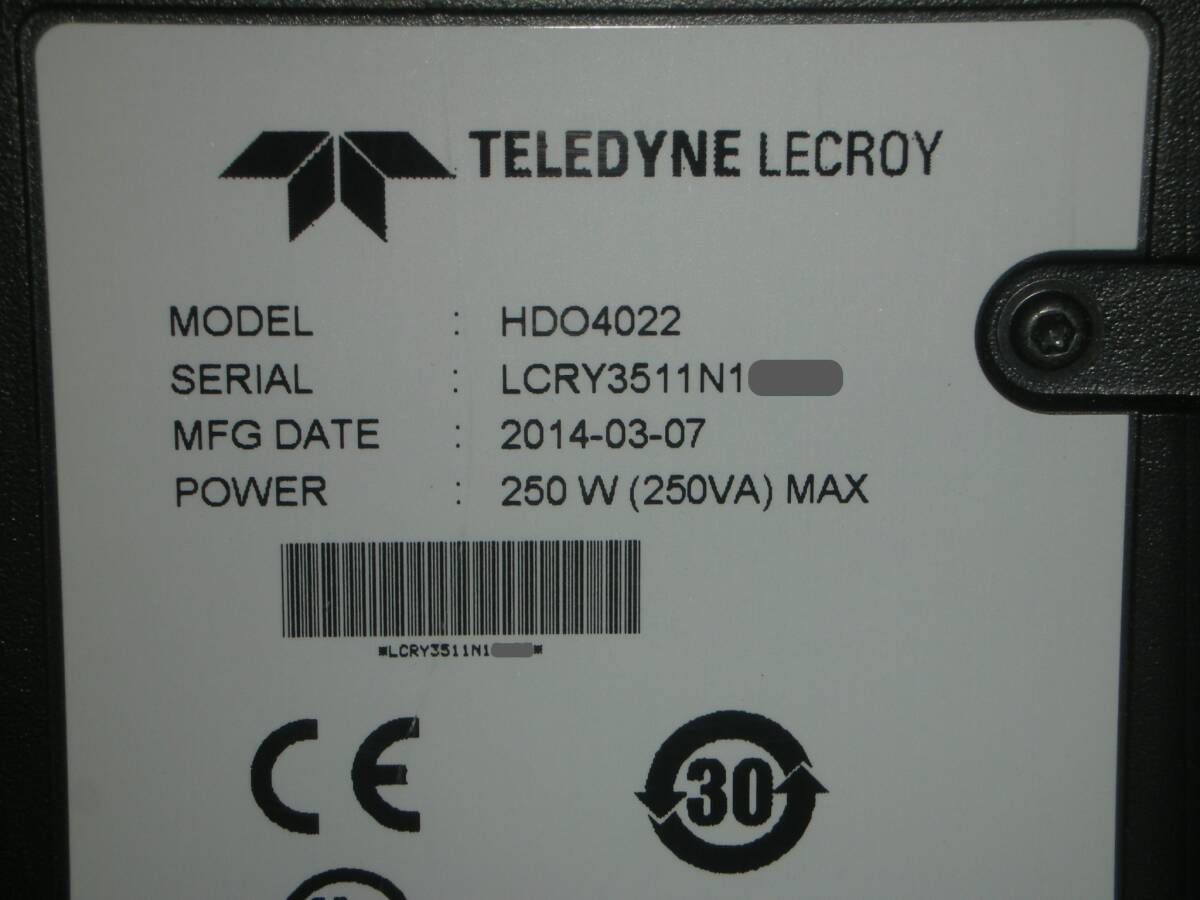 TELEDYNE LECROY
MODEL : HDO4022
SERIAL : LCRY3511N1
MFG DATE : 2014-03-07
POWER : 250 W (250VA) MAX
*LCRY3511N1 *
CE
30